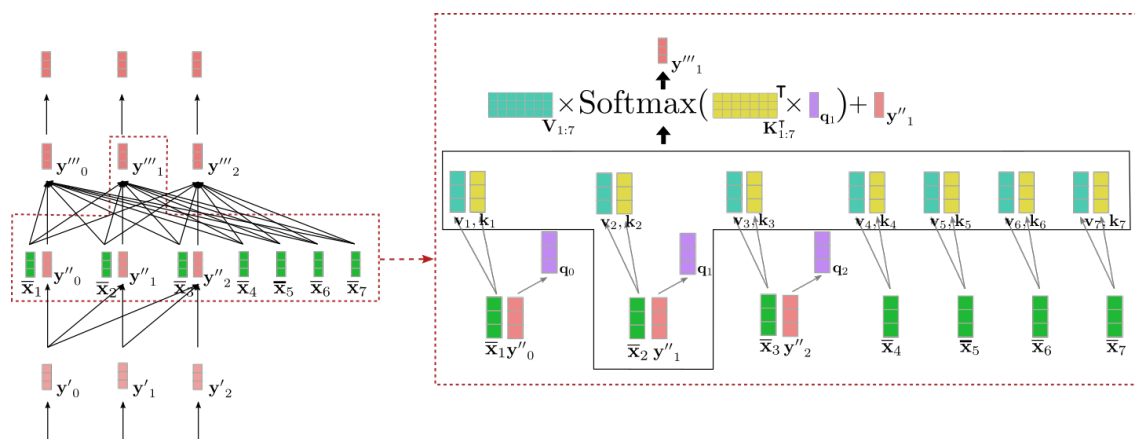 y'''₀ y'''₁ y'''₂
x̅₁ y''₀ x̅₂ y''₁ x̅₃ y''₂ x̅₄ x̅₅ x̅₆ x̅₇
y'₀ y'₁ y'₂
y'''₁
×Softmax( ᵀ× q₁)+ y''₁
V₁:₇ Kᵀ₁:₇
v₁, k₁ v₂, k₂ v₃, k₃ v₄, k₄ v₅, k₅ v₆, k₆ v₇, k₇
q₀ q₁ q₂
x̅₁ y''₀ x̅₂ y''₁ x̅₃ y''₂ x̅₄ x̅₅ x̅₆ x̅₇